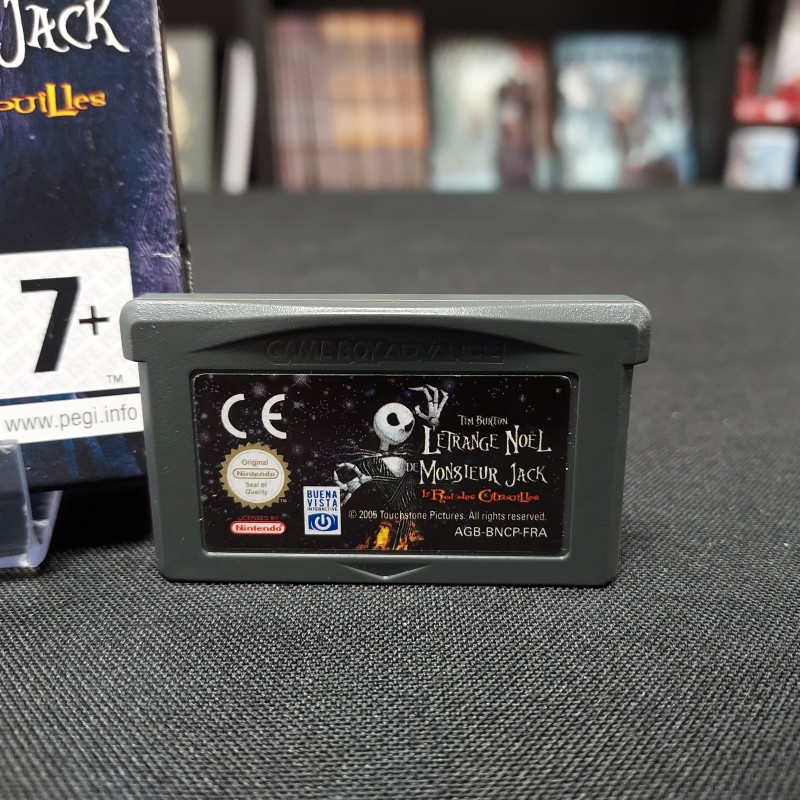 JACK
ouilles
7+
TM
www.pegi.info
GAME BOY ADVANCE
CE
Original
Nintendo
Seal of
Quality
TM
LICENSED BY
Nintendo
BUENA
VISTA
INTERACTIVE
TIM BURTON
L'ETRANGE NOËL
DE MONSIEUR JACK
le Roi des Citrouilles
© 2005 Touchstone Pictures. All rights reserved.
AGB-BNCP-FRA